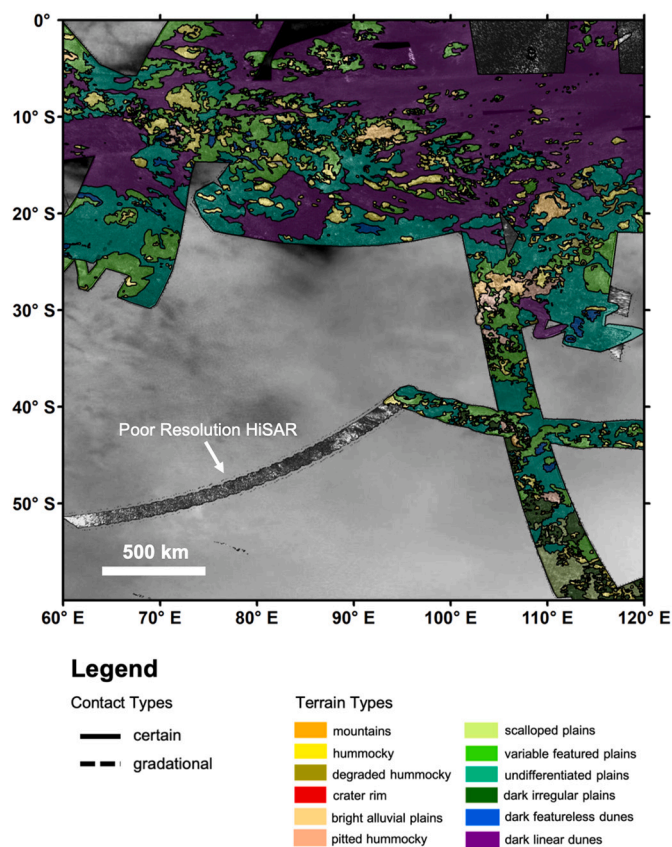 0°
10° S
20° S
30° S
40° S
50° S
Poor Resolution HiSAR
500 km
60° E 70° E 80° E 90° E 100° E 110° E 120° E
Legend
Contact Types
certain
gradational
Terrain Types
mountains
hummocky
degraded hummocky
crater rim
bright alluvial plains
pitted hummocky
scalloped plains
variable featured plains
undifferentiated plains
dark irregular plains
dark featureless dunes
dark linear dunes